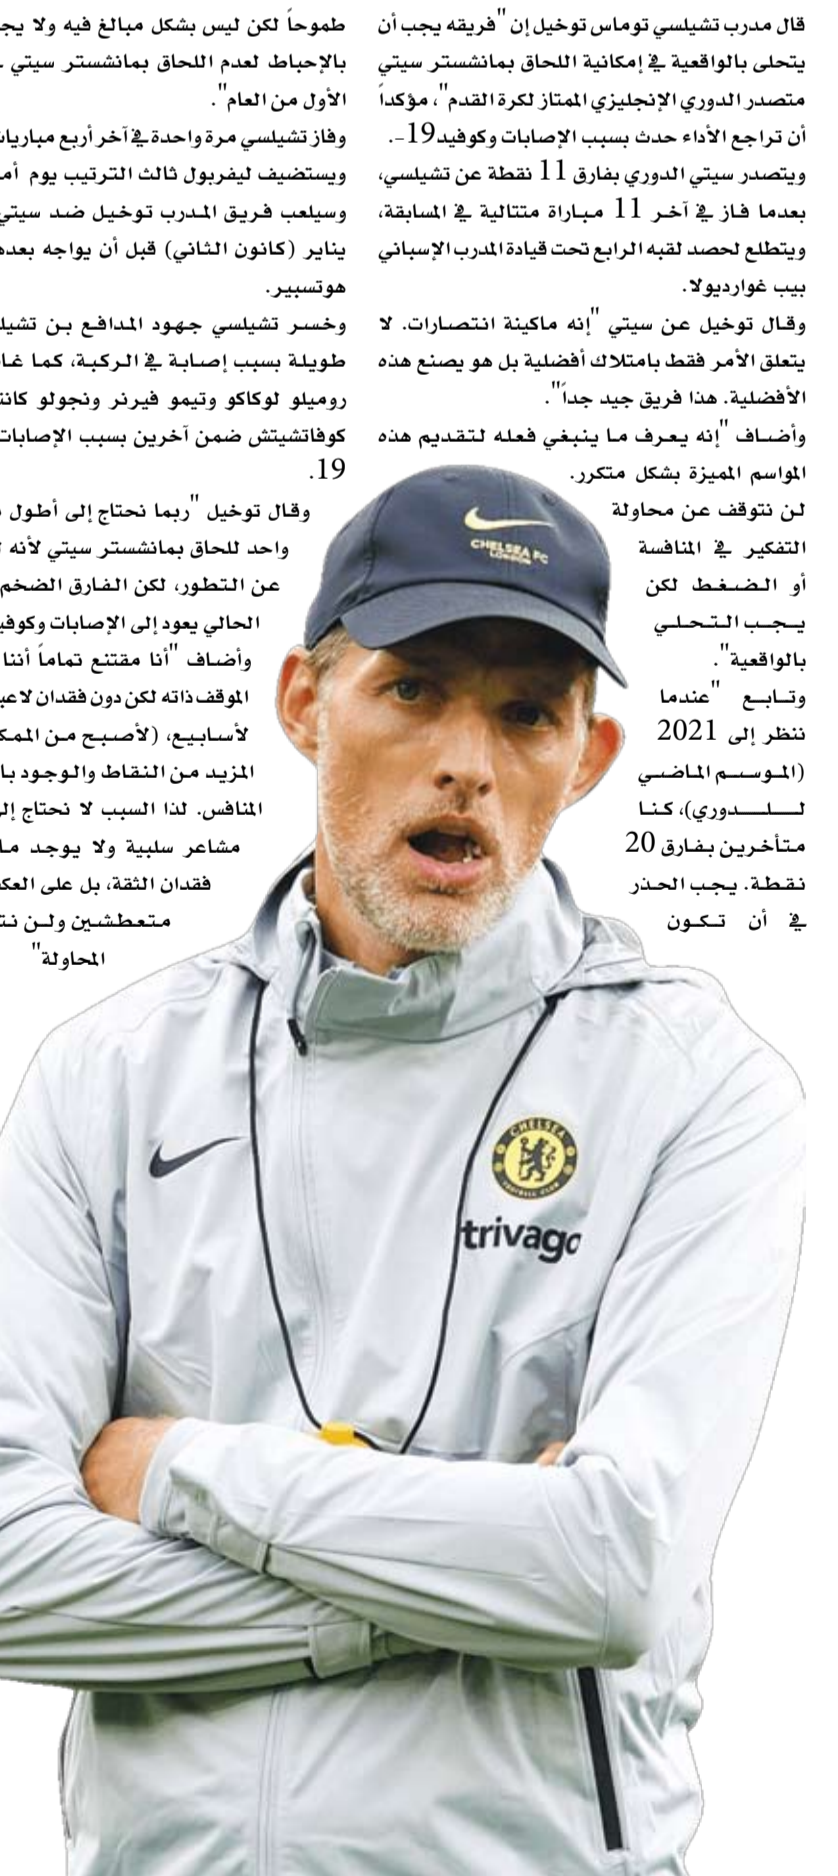 قال مدرب تشيلسي توماس توخيل إن "فريقه يجب أن
يتحلى بالواقعية في إمكانية اللحاق بمانشستر سيتي
متصدر الدوري الإنجليزي الممتاز لكرة القدم"، مؤكداً
أن تراجع الأداء حدث بسبب الإصابات وكوفيد19-.
ويتصدر سيتي الدوري بفارق 11 نقطة عن تشيلسي،
بعدما فاز في آخر 11 مباراة متتالية في المسابقة،
ويتطلع لحصد لقبه الرابع تحت قيادة المدرب الإسباني
بيب غوارديولا.
وقال توخيل عن سيتي "إنه ماكينة انتصارات. لا
يتعلق الأمر فقط بامتلاك أفضلية بل هو يصنع هذه
الأفضلية. هذا فريق جيد جداً".
وأضاف "إنه يعرف ما ينبغي فعله لتقديم هذه
المواسم المميزة بشكل متكرر.
لن نتوقف عن محاولة
التفكير في المنافسة
أو الضغط لكن
يجب التحلي
بالواقعية".
وتابع "عندما
ننظر إلى 2021
(الموسم الماضي
للدوري)، كنا
متأخرين بفارق 20
نقطة. يجب الحذر
في أن تكون
طموحاً لكن ليس بشكل مبالغ فيه ولا
بالإحباط لعدم اللحاق بمانشستر سيتي
الأول من العام".
وفاز تشيلسي مرة واحدة في آخر أربع
ويستضيف ليفربول ثالث الترتيب يوم
وسيلعب فريق المدرب توخيل ضد سيتي
يناير (كانون الثاني) قبل أن يواجه
هوتسبير.
وخسر تشيلسي جهود المدافع بن
طويلة بسبب إصابة في الركبة، كما
روميلو لوكاكو وتيمو فيرنر ونجولو
كوفاتشيتش ضمن آخرين بسبب الإصابات
19.
وقال توخيل "ربما نحتاج إلى أطول
واحد للحاق بمانشستر سيتي لأنه
عن التطور، لكن الفارق الضخم
الحالي يعود إلى الإصابات
وأضاف "أنا مقتنع تماماً أننا
الموقف ذاته لكن دون فقدان
لأسابيع، (لأصبح من
المزيد من النقاط والوجود
المنافس. لذا السبب لا نحتاج
مشاعر سلبية ولا يوجد
فقدان الثقة، بل على
متعطشين ولن
المحاولة"
CHELSEA FC
LONDON
CHELSEA
FOOTBALL CLUB
trivago